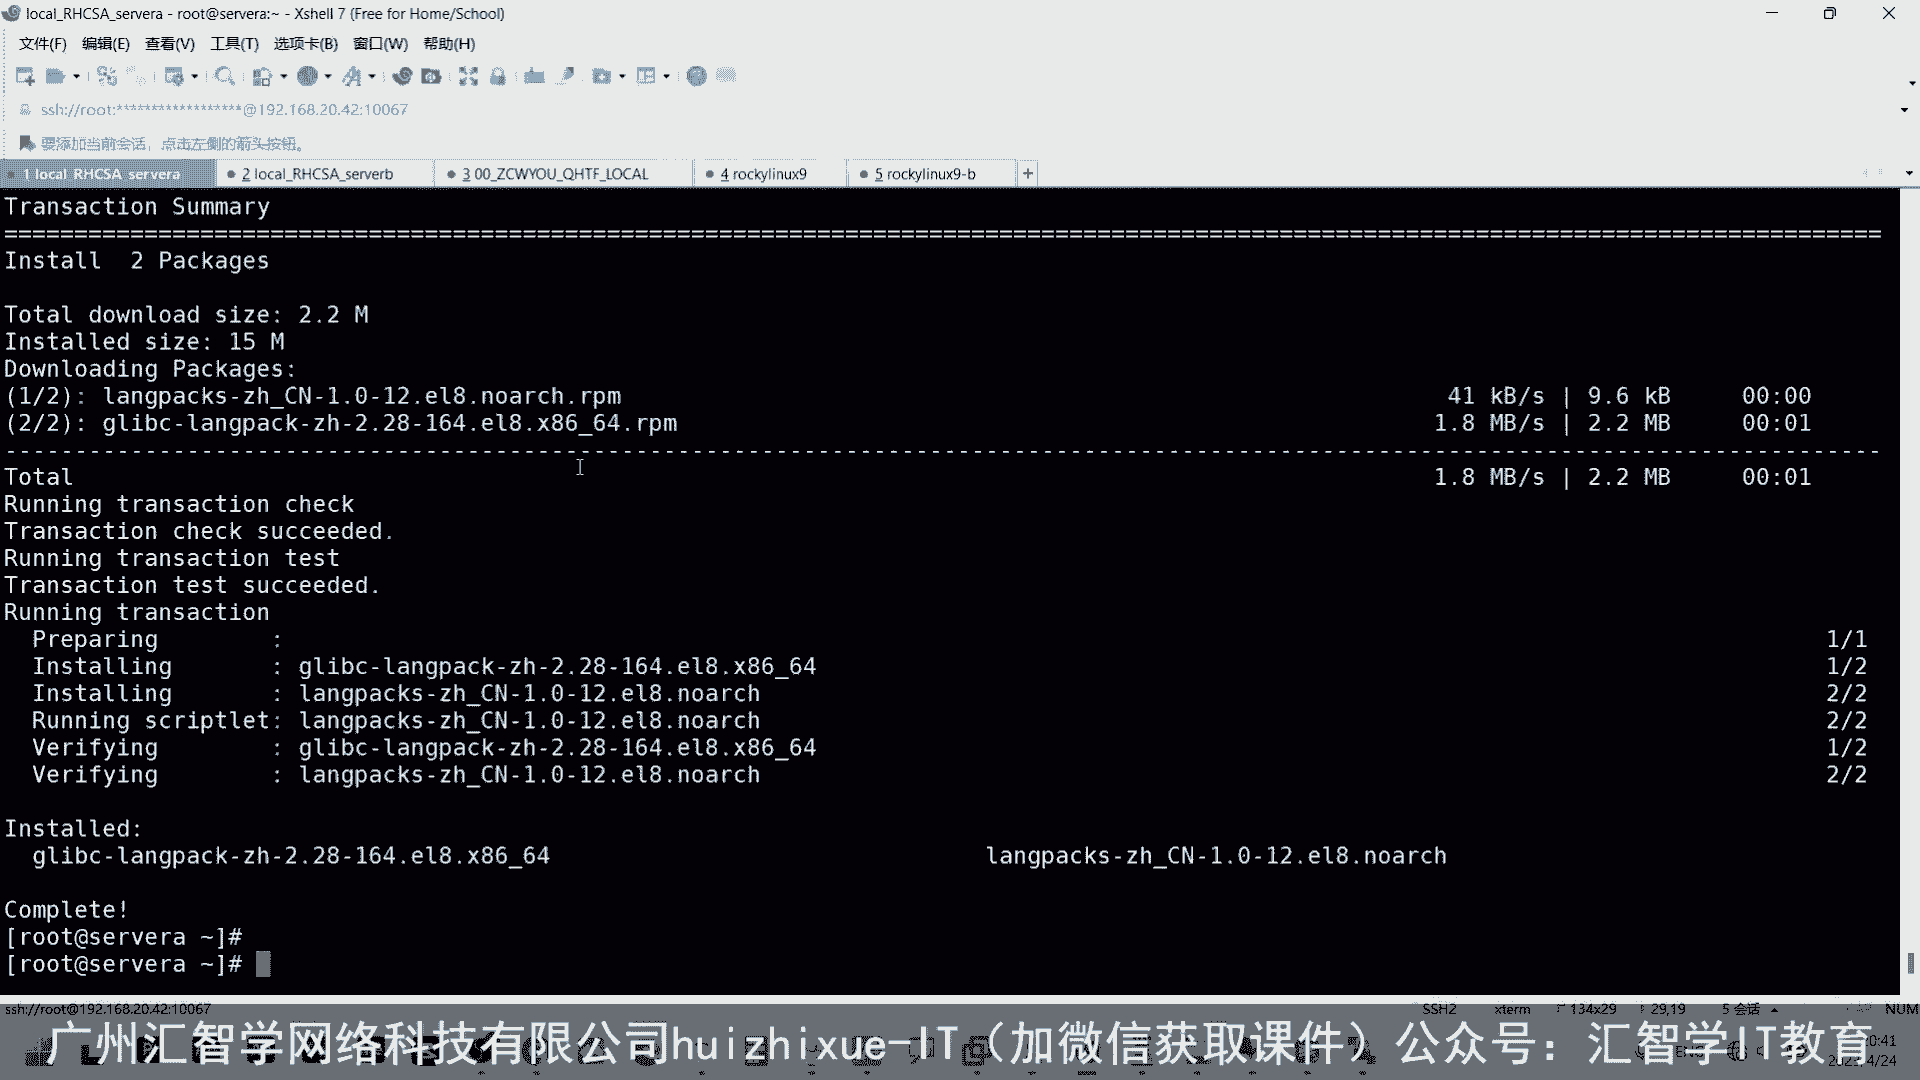 local_RHCSA_servera - root@servera:~ - Xshell 7 (Free for Home/School)
文件(F) 编辑(E) 查看(V) 工具(T) 选项卡(B) 窗口(W) 帮助(H)
ssh://root:******************@192.168.20.42:10067
要添加当前会话，点击左侧的箭头按钮。
1 local_RHCSA_servera 2 local_RHCSA_serverb 3 00_ZCWYOU_QHTF_LOCAL 4 rockylinux9 5 rockylinux9-b +
Transaction Summary
Install 2 Packages
Total download size: 2.2 M
Installed size: 15 M
Downloading Packages:
(1/2): langpacks-zh_CN-1.0-12.el8.noarch.rpm 41 kB/s | 9.6 kB 00:00
(2/2): glibc-langpack-zh-2.28-164.el8.x86_64.rpm 1.8 MB/s | 2.2 MB 00:01
Total 1.8 MB/s | 2.2 MB 00:01
Running transaction check
Transaction check succeeded.
Running transaction test
Transaction test succeeded.
Running transaction
Preparing : 1/1
Installing : glibc-langpack-zh-2.28-164.el8.x86_64 1/2
Installing : langpacks-zh_CN-1.0-12.el8.noarch 2/2
Running scriptlet: langpacks-zh_CN-1.0-12.el8.noarch 2/2
Verifying : glibc-langpack-zh-2.28-164.el8.x86_64 1/2
Verifying : langpacks-zh_CN-1.0-12.el8.noarch 2/2
Installed:
glibc-langpack-zh-2.28-164.el8.x86_64 langpacks-zh_CN-1.0-12.el8.noarch
Complete!
[root@servera ~]#
[root@servera ~]#
ssh://root@192.168.20.42:10067 SSH2 xterm 134x29 29,19 5 会话 NUM
广州汇智学网络科技有限公司huizhixue-IT（加微信获取课件）公众号：汇智学IT教育